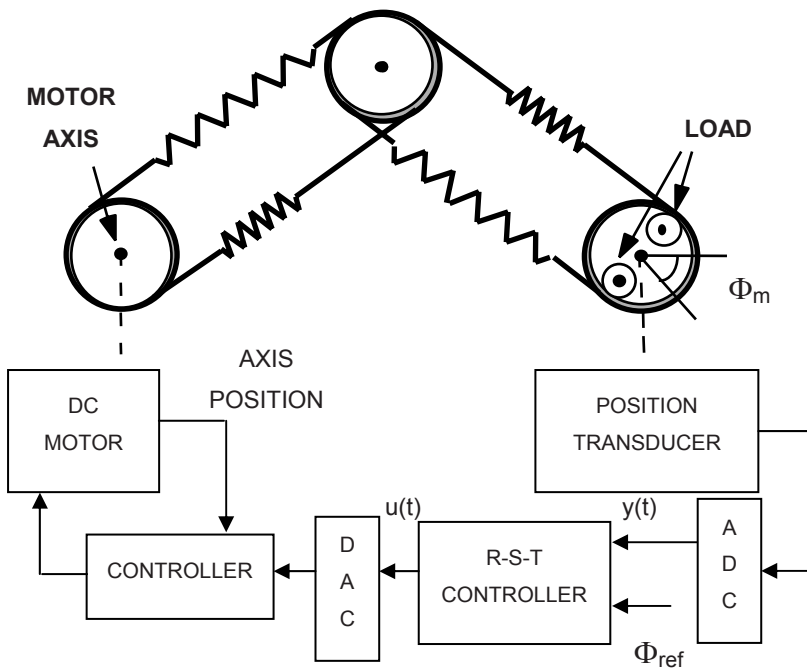 MOTOR
AXIS
LOAD
Φm
AXIS
POSITION
DC
MOTOR
POSITION
TRANSDUCER
u(t)
y(t)
CONTROLLER
D
A
C
R-S-T
CONTROLLER
A
D
C
Φref